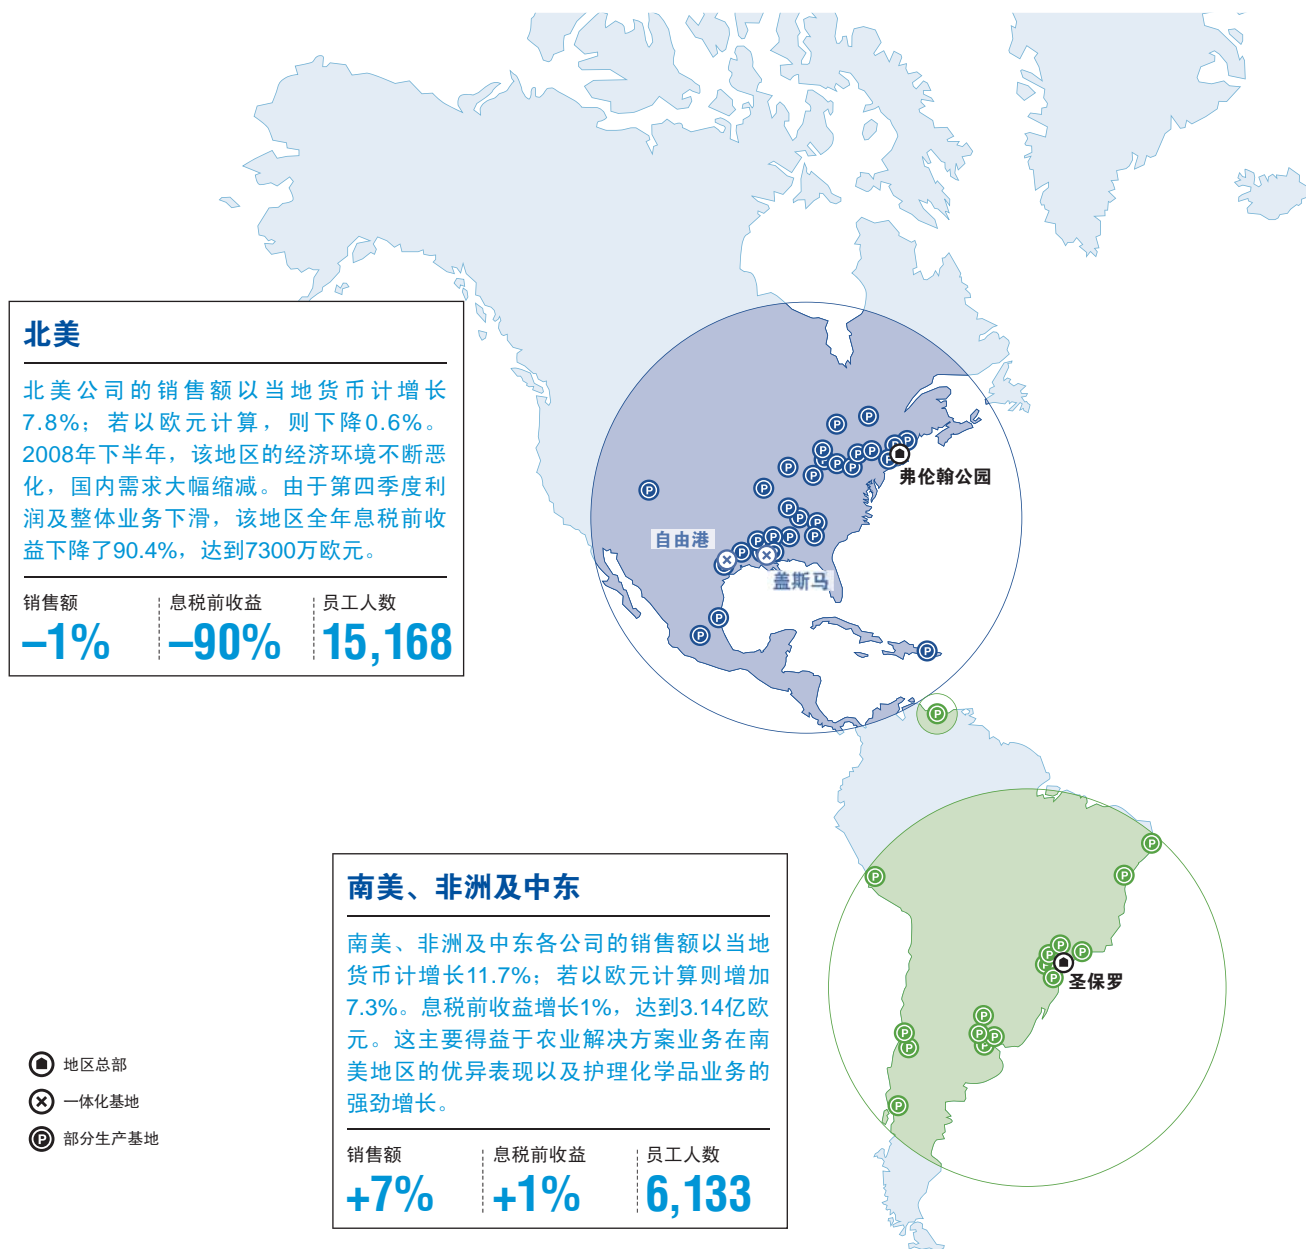 北美
北美公司的销售额以当地货币计增长
7.8%；若以欧元计算，则下降0.6%。
2008年下半年，该地区的经济环境不断恶
化，国内需求大幅缩减。由于第四季度利
润及整体业务下滑，该地区全年息税前收
益下降了90.4%，达到7300万欧元。
销售额 息税前收益 员工人数
–1% –90% 15,168
弗伦翰公园
自由港
盖斯马
南美、非洲及中东
南美、非洲及中东各公司的销售额以当地
货币计增长11.7%；若以欧元计算则增加
7.3%。息税前收益增长1%，达到3.14亿欧
元。这主要得益于农业解决方案业务在南
美地区的优异表现以及护理化学品业务的
强劲增长。
销售额 息税前收益 员工人数
+7% +1% 6,133
圣保罗
地区总部
一体化基地
P 部分生产基地